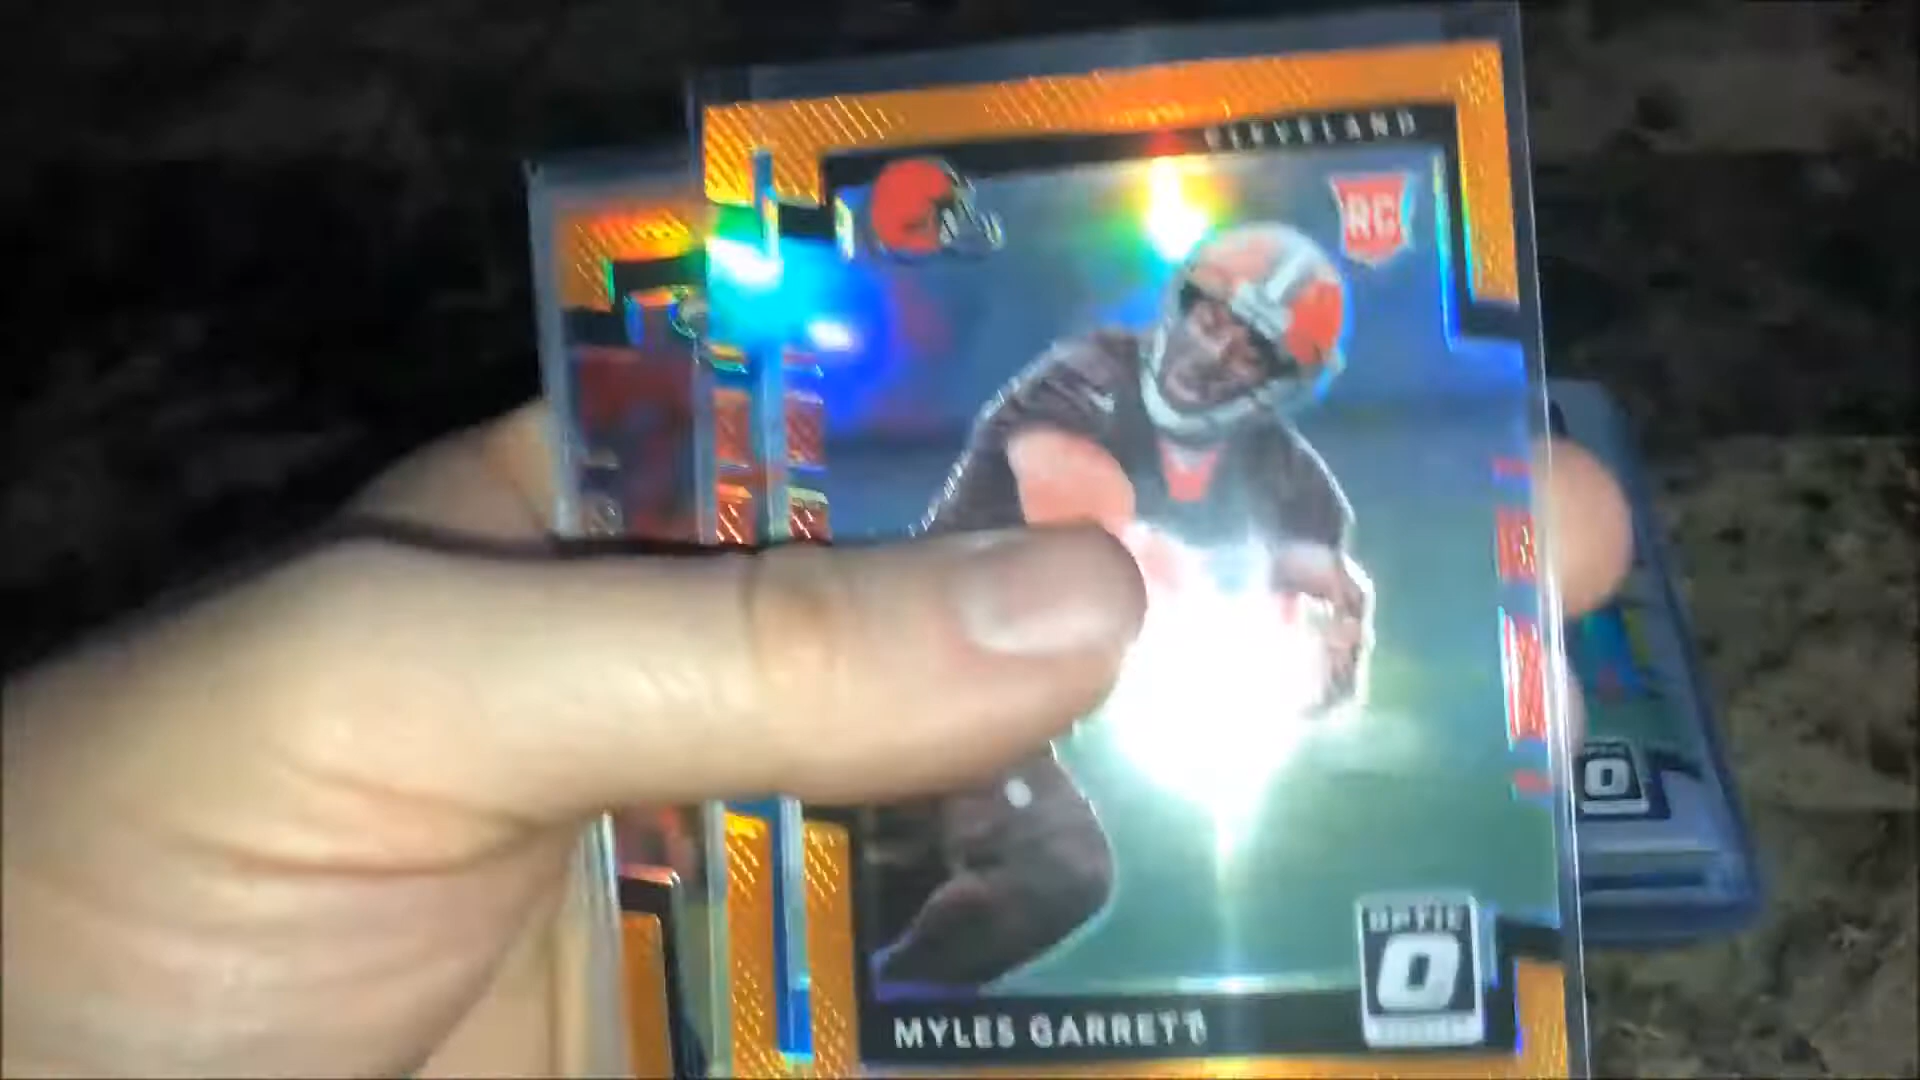 CLEVELAND
RC
OPTIC
O
MYLES GARRETT
O